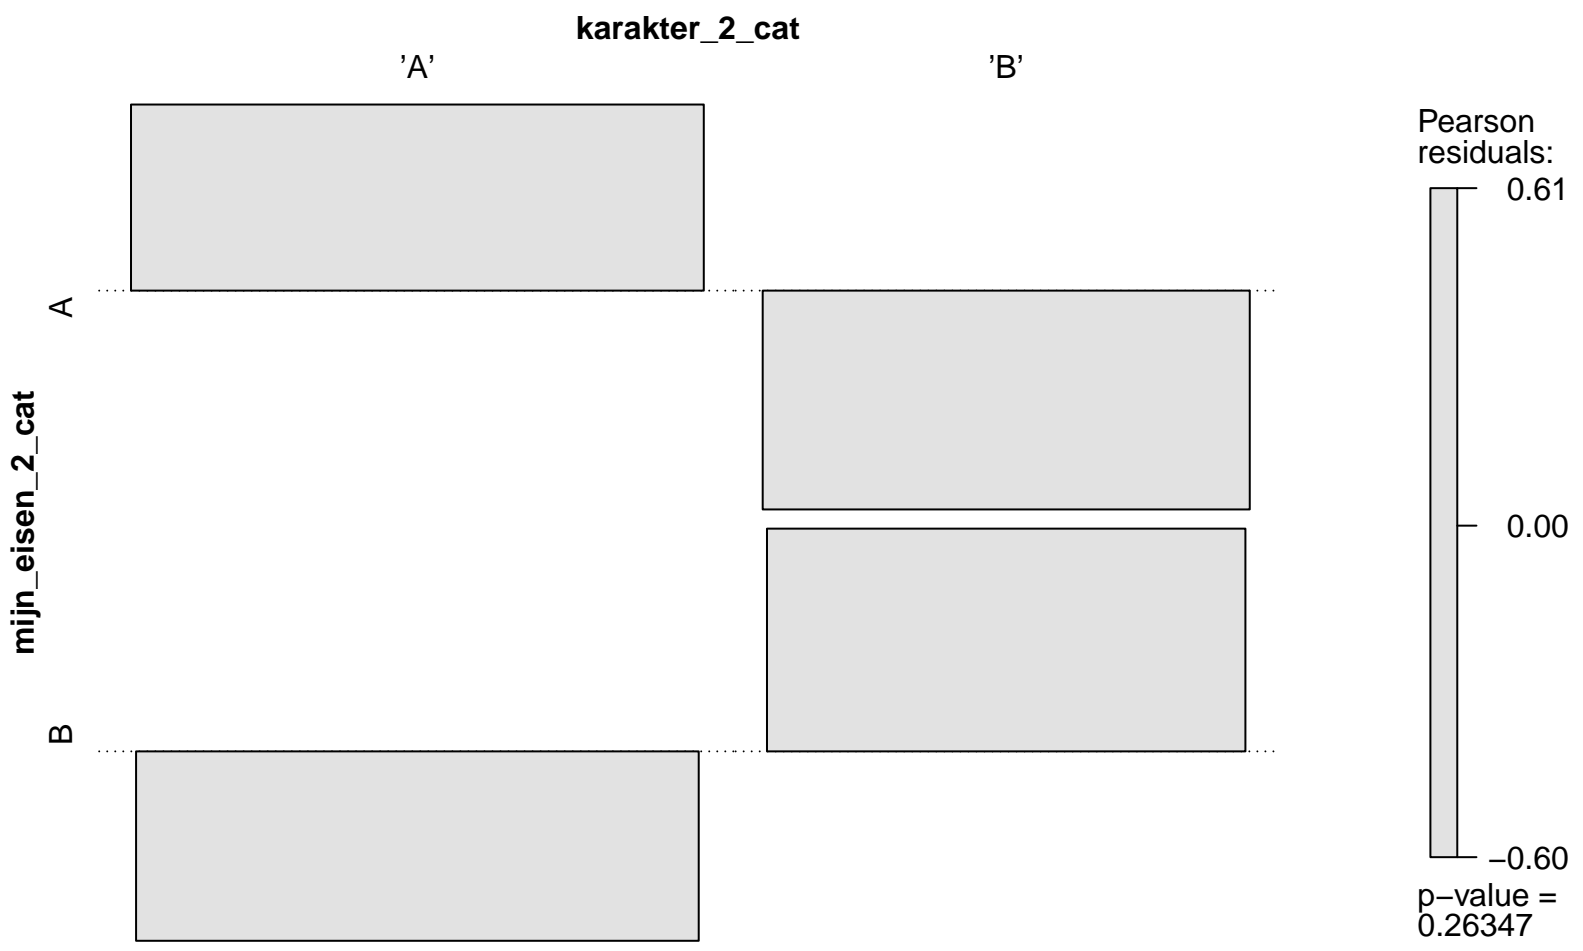 karakter_2_cat
’A’
’B’
mijn_eisen_2_cat
A
B
Pearson
residuals:
0.61
0.00
−0.60
p−value =
0.26347